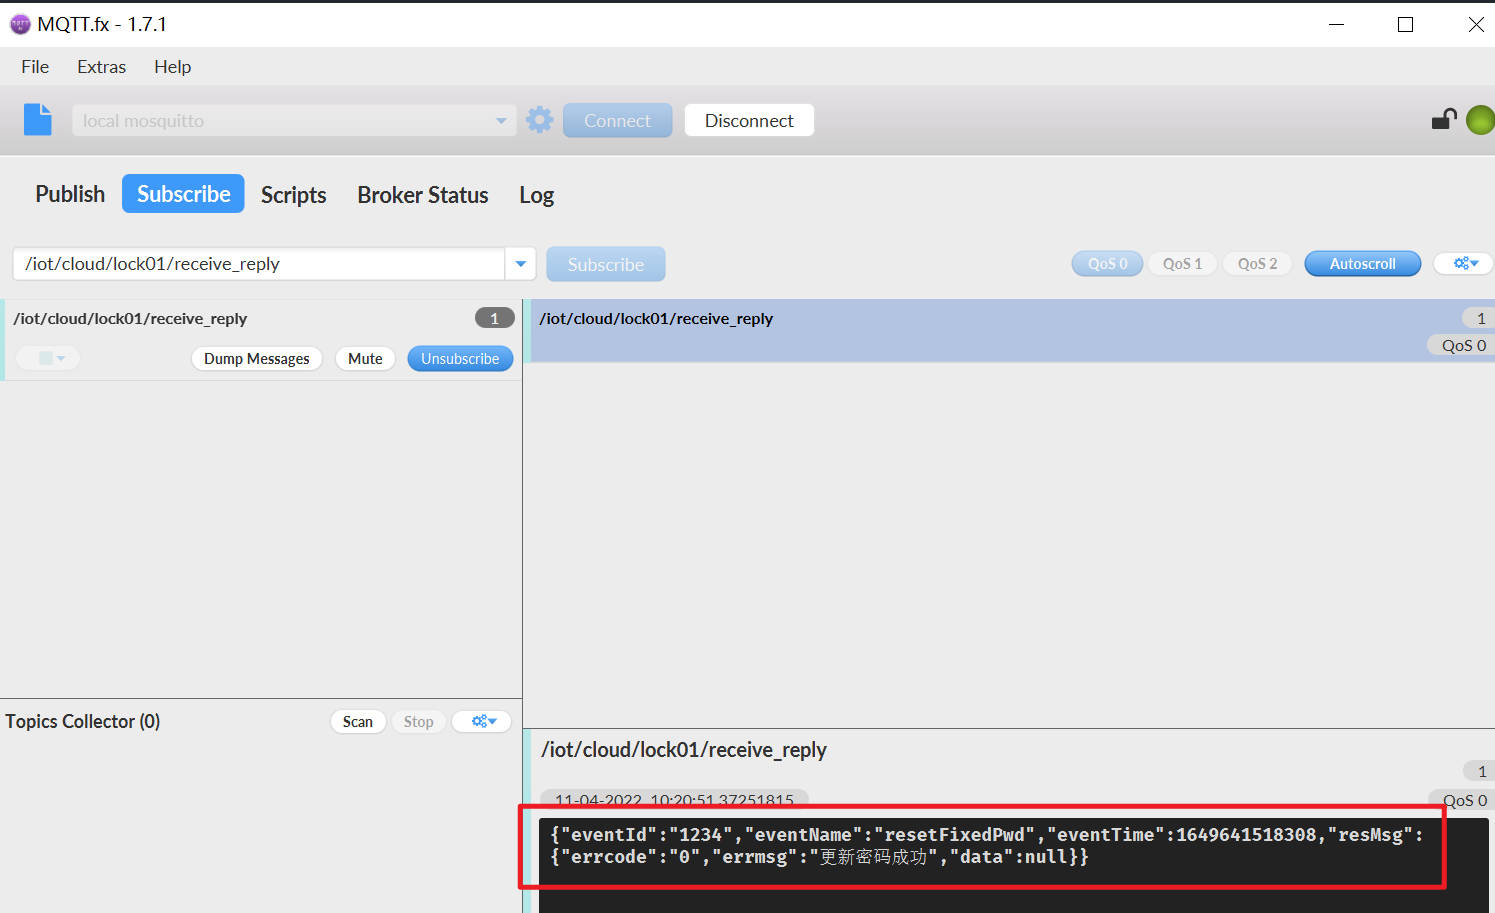 MQTT.fx - 1.7.1
File Extras Help
local mosquitto Connect Disconnect
Publish Subscribe Scripts Broker Status Log
/iot/cloud/lock01/receive_reply Subscribe QoS 0 QoS 1 QoS 2 Autoscroll
/iot/cloud/lock01/receive_reply 1
Dump Messages Mute Unsubscribe
/iot/cloud/lock01/receive_reply 1
QoS 0
Topics Collector (0) Scan Stop
/iot/cloud/lock01/receive_reply
1
11-04-2022 10:20:51.37251815 QoS 0
{"eventId":"1234","eventName":"resetFixedPwd","eventTime":1649641518308,"resMsg":
{"errcode":"0","errmsg":"更新密码成功","data":null}}